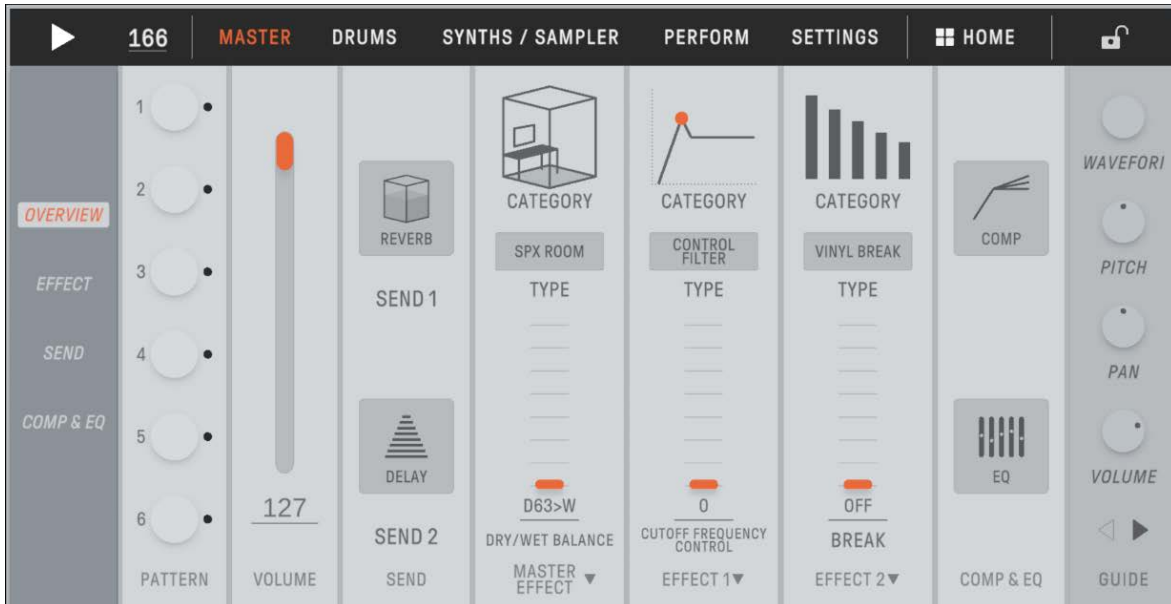 166 MASTER DRUMS SYNTHS / SAMPLER PERFORM SETTINGS HOME
OVERVIEW
EFFECT
SEND
COMP & EQ
1
2
3
4
5
6
PATTERN
127
VOLUME
REVERB
SEND 1
DELAY
SEND 2
SEND
CATEGORY
SPX ROOM
TYPE
D63>W
DRY/WET BALANCE
MASTER
EFFECT
CATEGORY
CONTROL
FILTER
TYPE
0
CUTOFF FREQUENCY
CONTROL
EFFECT 1
CATEGORY
VINYL BREAK
TYPE
OFF
BREAK
EFFECT 2
COMP
EQ
COMP & EQ
WAVEFORI
PITCH
PAN
VOLUME
GUIDE